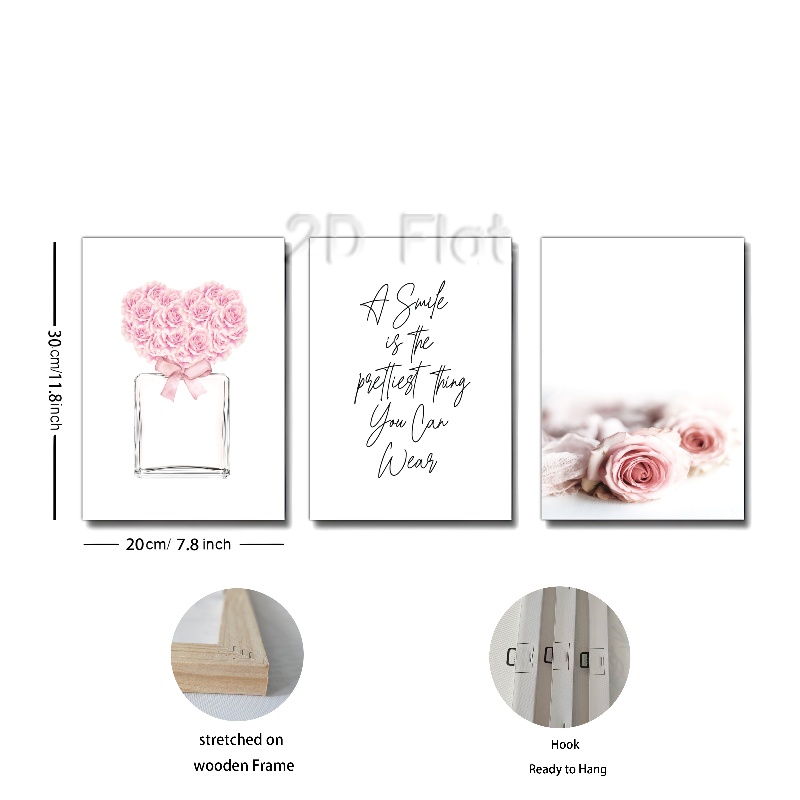 2D Flat
A Smile
is the
prettiest thing
You Can
Wear
30cm/11.8inch
20cm/ 7.8 inch
stretched on
wooden Frame
Hook
Ready to Hang